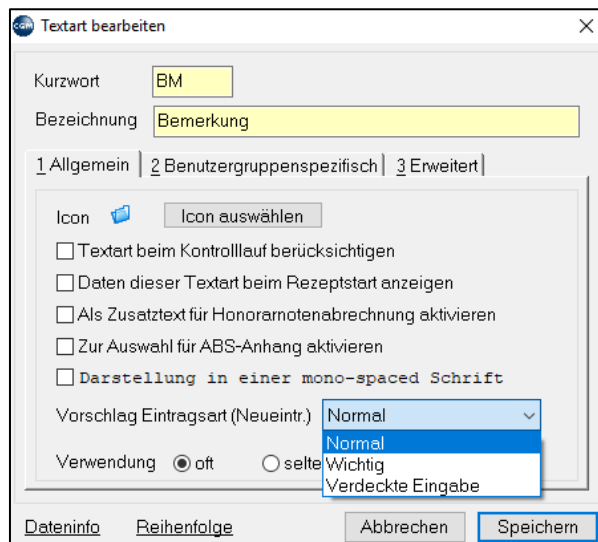 CGM Textart bearbeiten
Kurzwort BM
Bezeichnung Bemerkung
1 Allgemein 2 Benutzergruppenspezifisch 3 Erweitert
Icon Icon auswählen
Textart beim Kontrolllauf berücksichtigen
Daten dieser Textart beim Rezeptstart anzeigen
Als Zusatztext für Honorarnotenabrechnung aktivieren
Zur Auswahl für ABS-Anhang aktivieren
Darstellung in einer mono-spaced Schrift
Vorschlag Eintragsart (Neueintr.) Normal
Normal
Verwendung oft selte Wichtig
Verdeckte Eingabe
Dateninfo Reihenfolge Abbrechen Speichern